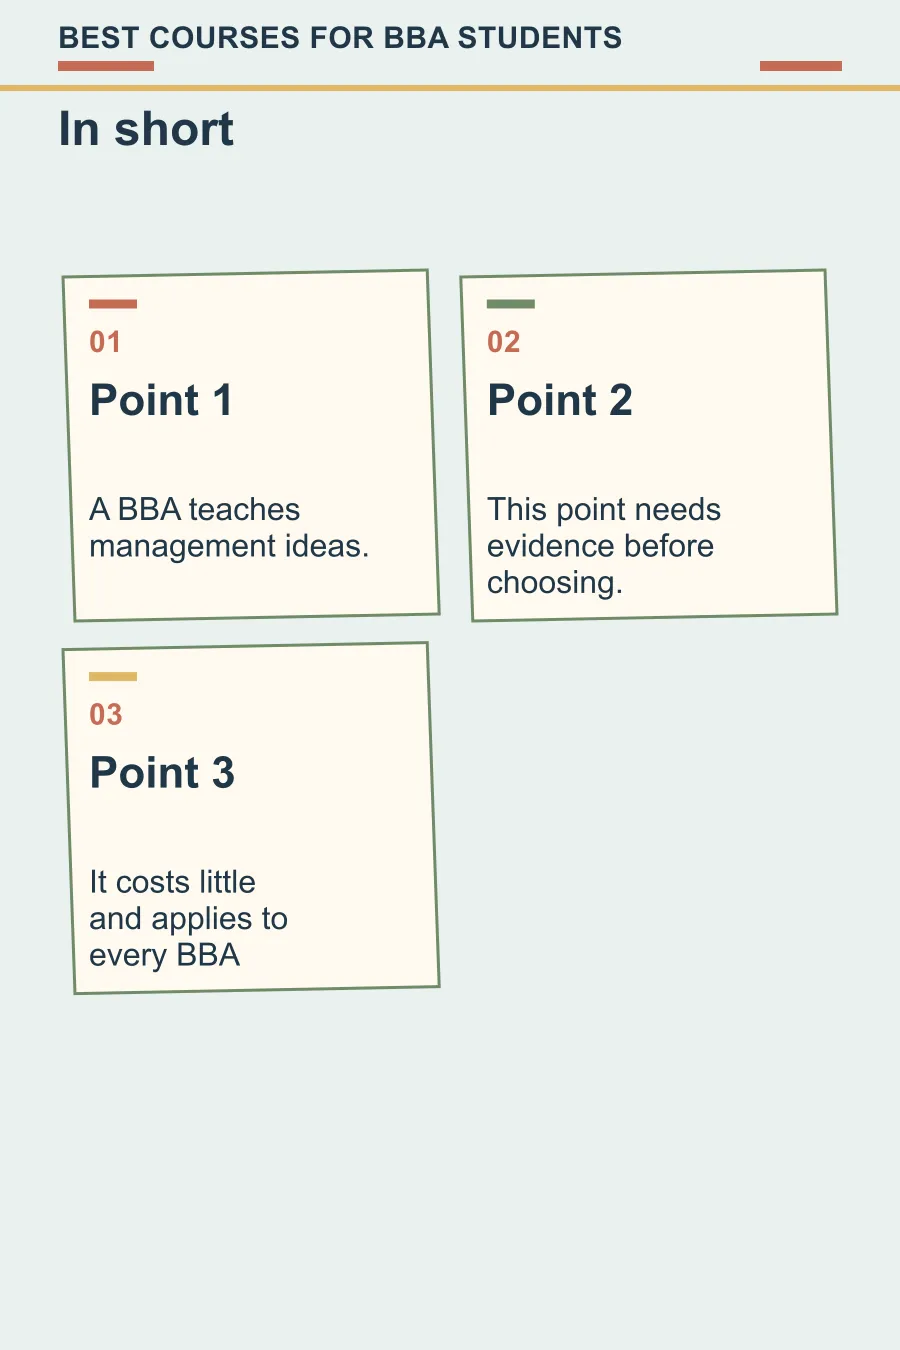 BEST COURSES FOR BBA STUDENTS
In short
01
Point 1
A BBA teaches
management ideas.
02
Point 2
This point needs
evidence before
choosing.
03
Point 3
It costs little
and applies to
every BBA